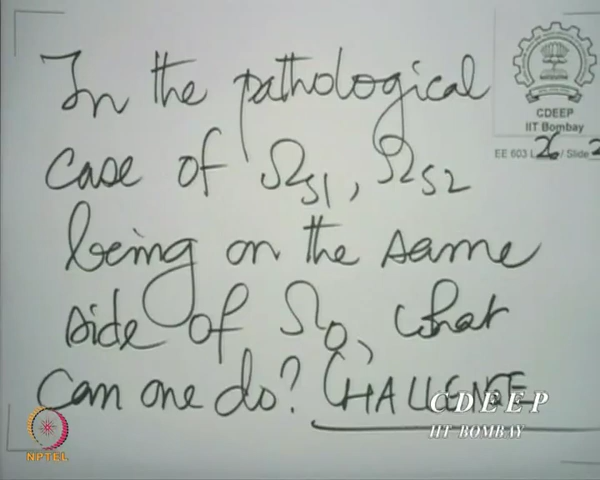 In the pathological
CDEEP
IIT Bombay
case of Ωs1, Ωs2
EE 603 L 26 / Slide 2
being on the same
side of Ω0, what
can one do? CHALLENGE
CDEEP
IIT BOMBAY
NPTEL